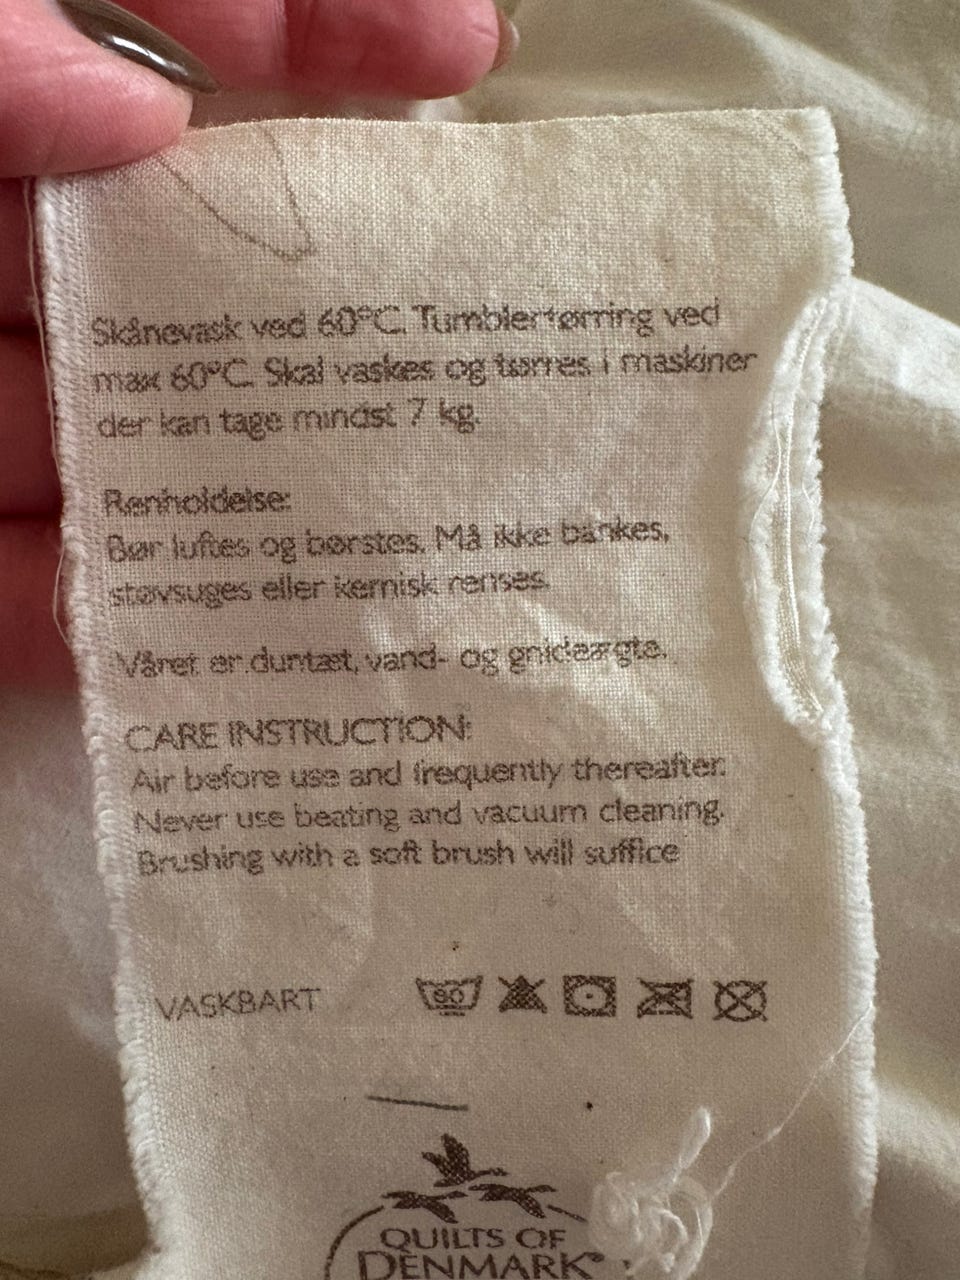 Skånevask ved 60°C. Tumblertørring ved
max 60°C. Skal vaskes og tørres i maskiner
der kan tage mindst 7 kg.
Renholdelse:
Bør luftes og børstes. Må ikke bankes,
støvsuges eller kemisk renses.
Våret er duntæt, vand- og gnideægte.
CARE INSTRUCTION:
Air before use and frequently thereafter.
Never use beating and vacuum cleaning.
Brushing with a soft brush will suffice
VASKBART 60
QUILTS OF
DENMARK®